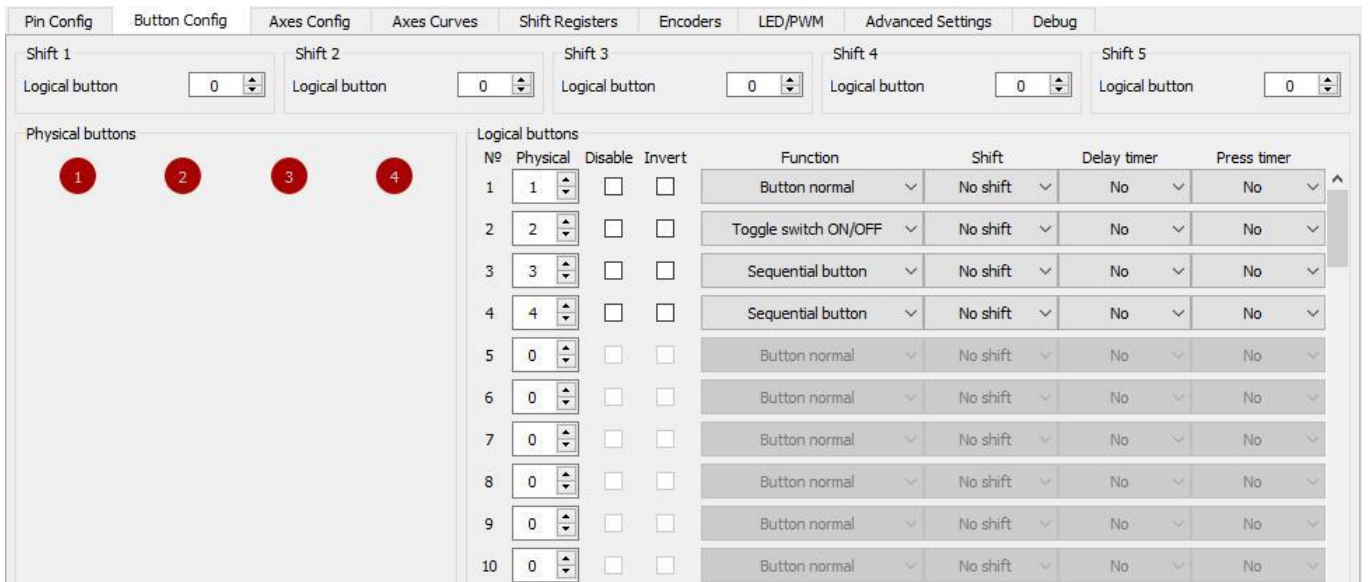 Pin Config Button Config Axes Config Axes Curves Shift Registers Encoders LED/PWM Advanced Settings Debug
Shift 1 Shift 2 Shift 3 Shift 4 Shift 5
Logical button 0 Logical button 0 Logical button 0 Logical button 0 Logical button 0
Physical buttons Logical buttons
Nº Physical Disable Invert Function Shift Delay timer Press timer
1 2 3 4
1 1 Button normal No shift No No
2 2 Toggle switch ON/OFF No shift No No
3 3 Sequential button No shift No No
4 4 Sequential button No shift No No
5 0 Button normal No shift No No
6 0 Button normal No shift No No
7 0 Button normal No shift No No
8 0 Button normal No shift No No
9 0 Button normal No shift No No
10 0 Button normal No shift No No